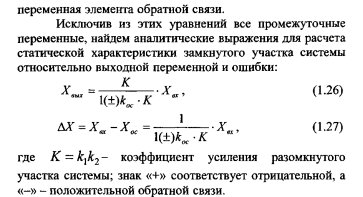 переменная элемента обратной связи.
Исключив из этих уравнений все промежуточные
переменные, найдем аналитические выражения для расчета
статической характеристики замкнутого участка системы
относительно выходной переменной и ошибки:
X_вых = K / (1(±)k_ос · K) · X_вх , (1.26)
ΔX = X_вх − X_ос = 1 / (1(±)k_ос · K) · X_вх , (1.27)
где K = k₁k₂ – коэффициент усиления разомкнутого
участка системы; знак «+» соответствует отрицательной, а
«–» – положительной обратной связи.